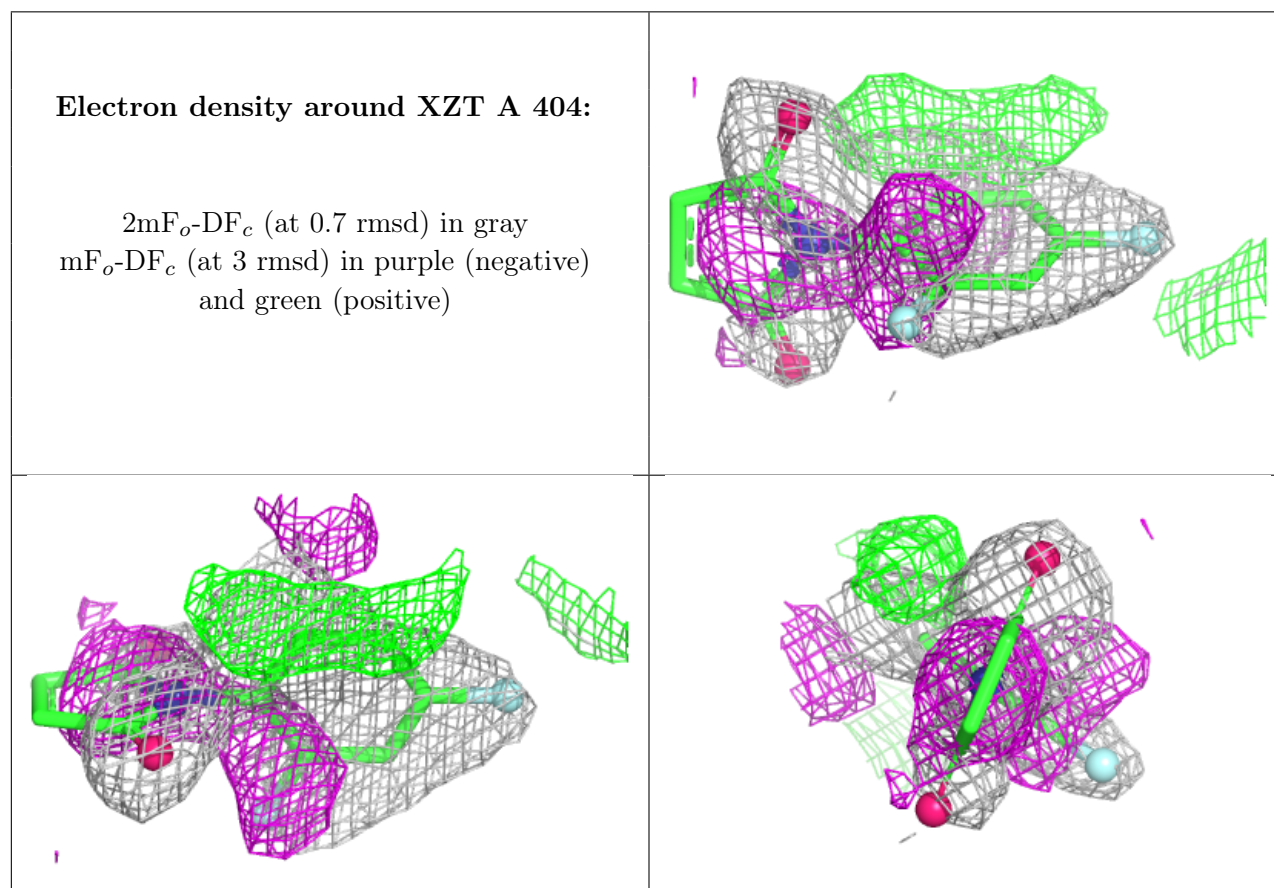 Electron density around XZT A 404:
2mFo-DFc (at 0.7 rmsd) in gray
mFo-DFc (at 3 rmsd) in purple (negative)
and green (positive)